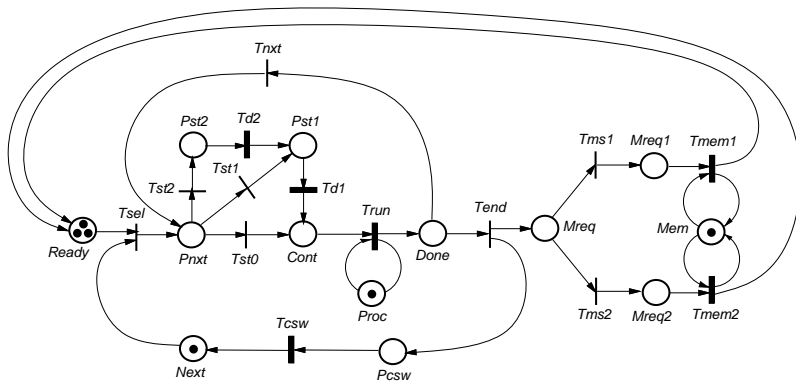 Tnxt
Pst2
Td2
Pst1
Tst1
Tst2
Td1
Tms1
Mreq1
Tmem1
Tsel
Trun
Tend
Ready
Pnxt
Tst0
Cont
Done
Mreq
Mem
Proc
Tms2
Mreq2
Tmem2
Tcsw
Next
Pcsw